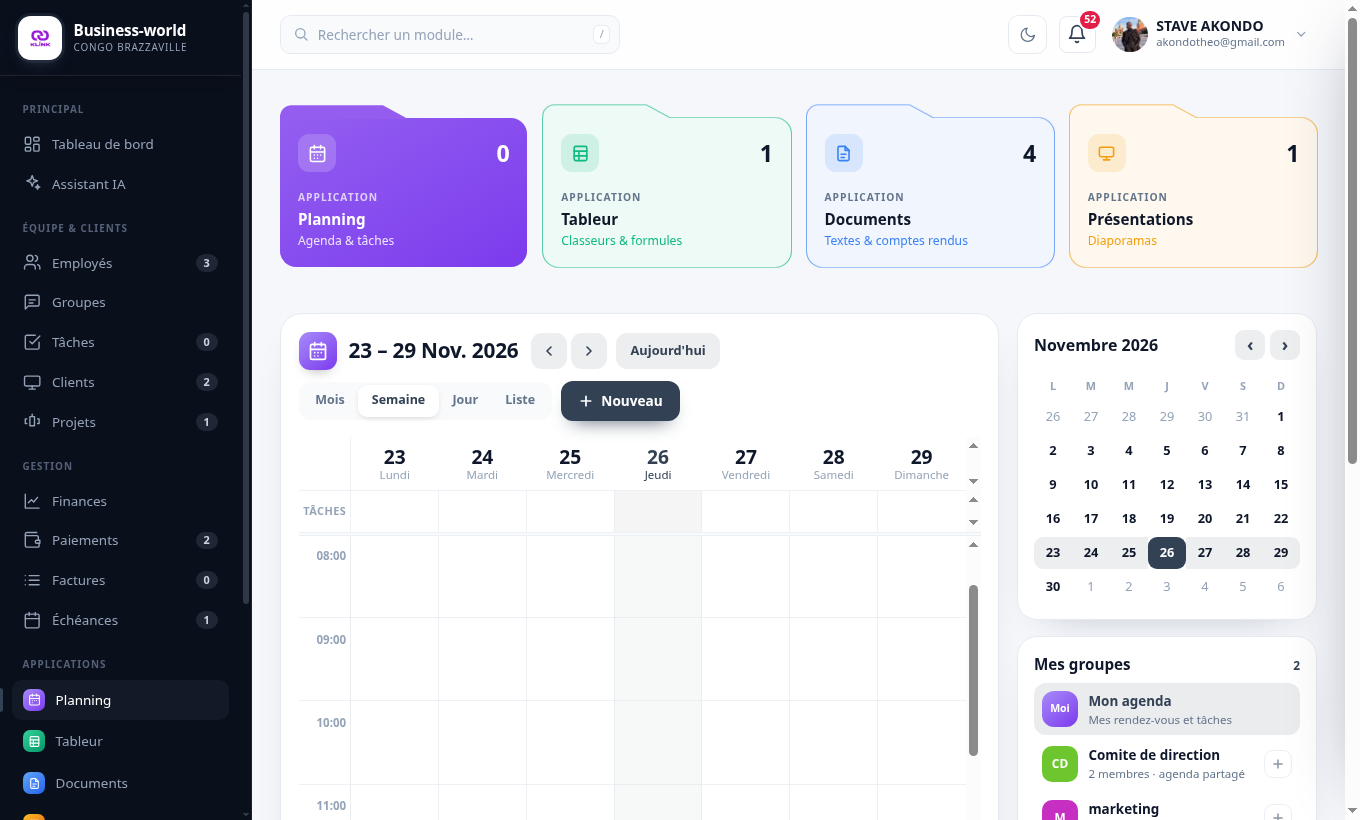 KLINK
Business-world
CONGO BRAZZAVILLE
PRINCIPAL
Tableau de bord
Assistant IA
ÉQUIPE & CLIENTS
Employés 3
Groupes
Tâches 0
Clients 2
Projets 1
GESTION
Finances
Paiements 2
Factures 0
Échéances 1
APPLICATIONS
Planning
Tableur
Documents
Rechercher un module… /
52
STAVE AKONDO
akondotheo@gmail.com
0
APPLICATION
Planning
Agenda & tâches
1
APPLICATION
Tableur
Classeurs & formules
4
APPLICATION
Documents
Textes & comptes rendus
1
APPLICATION
Présentations
Diaporamas
23 – 29 Nov. 2026 Aujourd'hui
Mois Semaine Jour Liste + Nouveau
23 24 25 26 27 28 29
Lundi Mardi Mercredi Jeudi Vendredi Samedi Dimanche
TÂCHES
08:00
09:00
10:00
11:00
Novembre 2026
L M M J V S D
26 27 28 29 30 31 1
2 3 4 5 6 7 8
9 10 11 12 13 14 15
16 17 18 19 20 21 22
23 24 25 26 27 28 29
30 1 2 3 4 5 6
Mes groupes 2
Moi Mon agenda
Mes rendez-vous et tâches
CD Comite de direction
2 membres · agenda partagé
M marketing